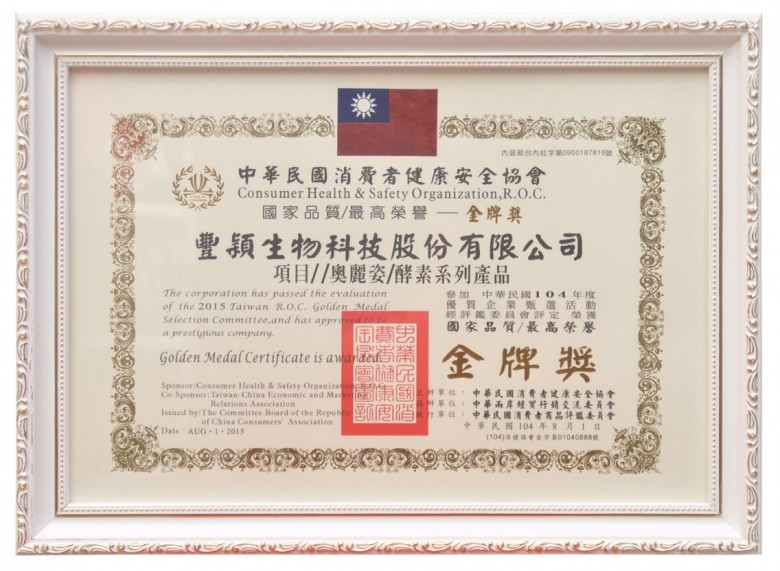 內政部台內社字第0950187815號
中華民國消費者健康安全協會
Consumer Health & Safety Organization,R.O.C.
國家品質/最高榮譽 — 金牌獎
豐穎生物科技股份有限公司
項目//奧麗姿/酵素系列產品
The corporation has passed the evaluation
of the 2015 Taiwan R.O.C. Golden Medal
Selection Committee,and has approved to be
a prestigious company.
Golden Medal Certificate is awarded.
參加 中華民國104年度
優質企業甄選活動
經評鑑委員會評定 榮獲
國家品質/最高榮譽
金牌獎
Sponsor:Consumer Health & Safety Organization,
Co-Sponsor:Taiwan-China Economic and Marketing
Relations Association
Issued by:The Committee Board of the Republic
of China Consumers' Association
Date：AUG・1・2015
辦單位：中華民國消費者健康安全協會
辦單位：中華兩岸經貿行銷交流委員會
執行單位：中華民國消費者商品評鑑委員會
中華民國104年8月1日
(104)消健協會金字第01040888號